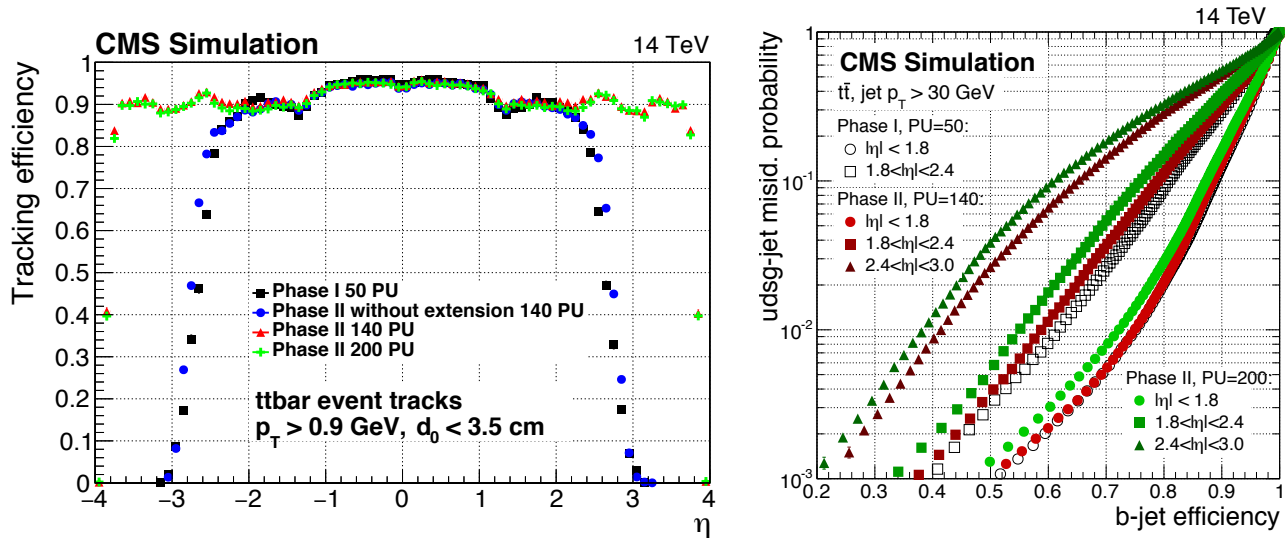 CMS Simulation
14 TeV
Tracking efficiency
1
0.9
0.8
0.7
0.6
0.5
0.4
0.3
0.2
0.1
0
Phase I 50 PU
Phase II without extension 140 PU
Phase II 140 PU
Phase II 200 PU
ttbar event tracks
p_T > 0.9 GeV, d_0 < 3.5 cm
−4 −3 −2 −1 0 1 2 3 4
η
14 TeV
CMS Simulation
tt̄, jet p_T > 30 GeV
Phase I, PU=50:
|η| < 1.8
1.8<|η|<2.4
Phase II, PU=140:
|η| < 1.8
1.8<|η|<2.4
2.4<|η|<3.0
Phase II, PU=200:
|η| < 1.8
1.8<|η|<2.4
2.4<|η|<3.0
udsg-jet misid. probability
1
10⁻¹
10⁻²
10⁻³
0.2 0.3 0.4 0.5 0.6 0.7 0.8 0.9 1
b-jet efficiency